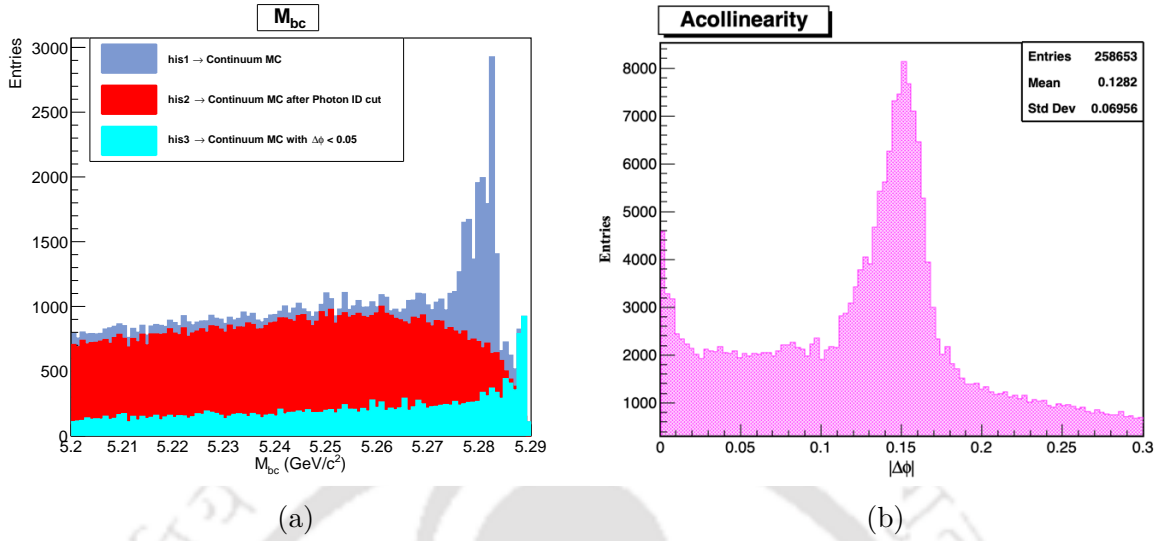 M_bc
Entries
3000
2500
2000
1500
1000
500
0
his1 → Continuum MC
his2 → Continuum MC after Photon ID cut
his3 → Continuum MC with Δϕ < 0.05
5.2 5.21 5.22 5.23 5.24 5.25 5.26 5.27 5.28 5.29
M_bc (GeV/c²)
(a)
Acollinearity
Entries 258653
Mean 0.1282
Std Dev 0.06956
Entries
8000
7000
6000
5000
4000
3000
2000
1000
0 0.05 0.1 0.15 0.2 0.25 0.3
|Δϕ|
(b)